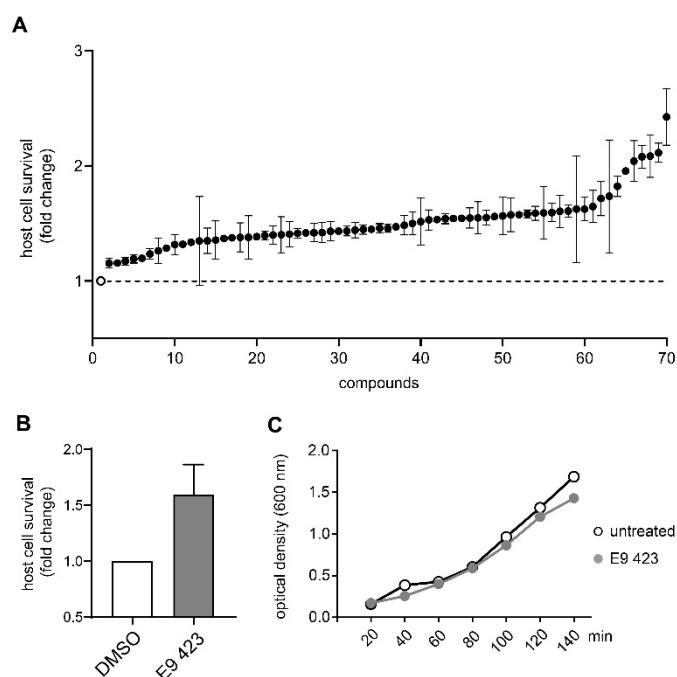 A
3
2
1
host cell survival
(fold change)
0 10 20 30 40 50 60 70
compounds
B
2.0
1.5
1.0
0.5
host cell survival
(fold change)
DMSO
E9 423
C
2.0
1.5
1.0
0.5
0.0
optical density (600 nm)
20 40 60 80 100 120 140 min
untreated
E9 423